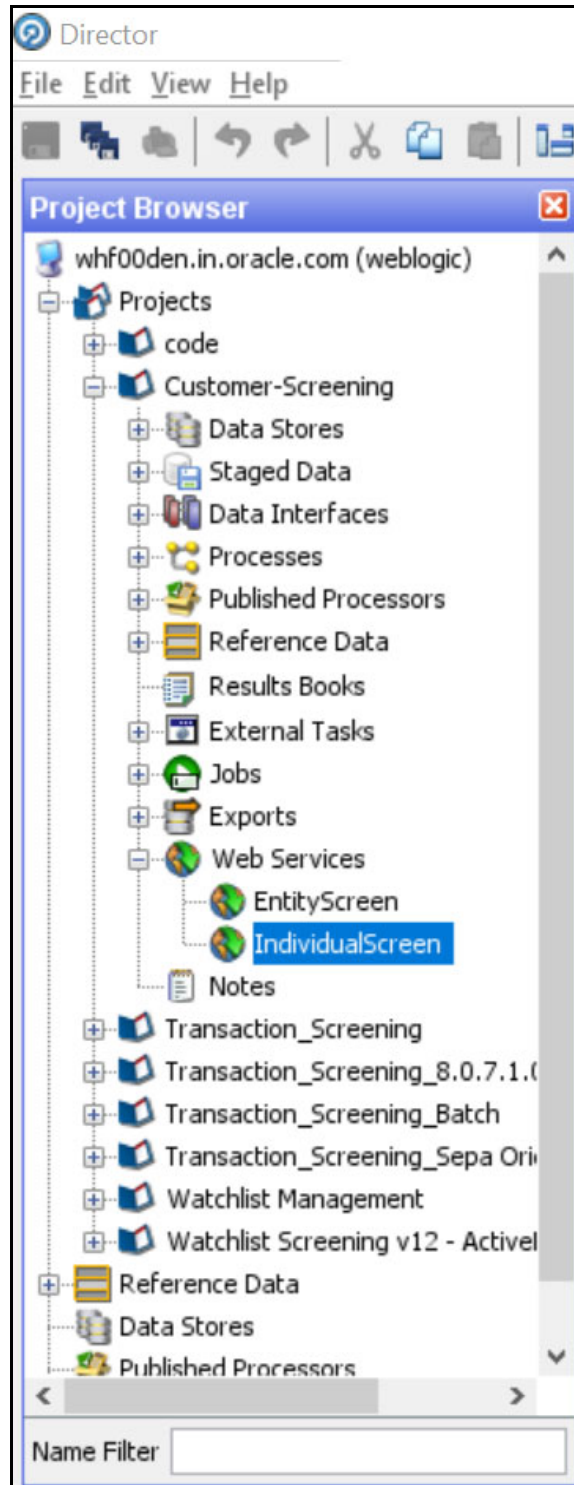 Director
File Edit View Help
Project Browser
whf00den.in.oracle.com (weblogic)
Projects
code
Customer-Screening
Data Stores
Staged Data
Data Interfaces
Processes
Published Processors
Reference Data
Results Books
External Tasks
Jobs
Exports
Web Services
EntityScreen
IndividualScreen
Notes
Transaction_Screening
Transaction_Screening_8.0.7.1.(
Transaction_Screening_Batch
Transaction_Screening_Sepa Ori
Watchlist Management
Watchlist Screening v12 - Activel
Reference Data
Data Stores
Published Processors
Name Filter